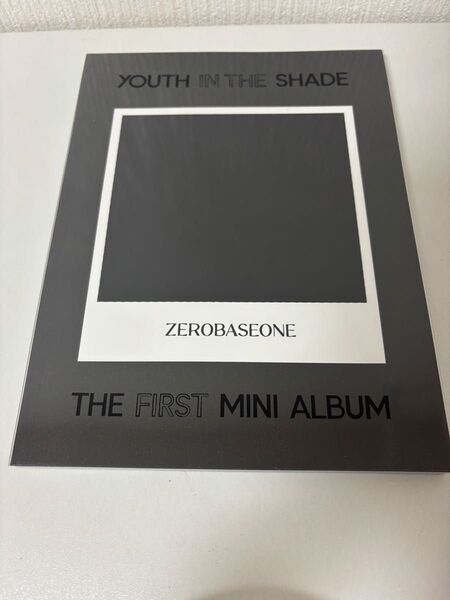 YOUTH IN THE SHADE
ZEROBASEONE
THE FIRST MINI ALBUM